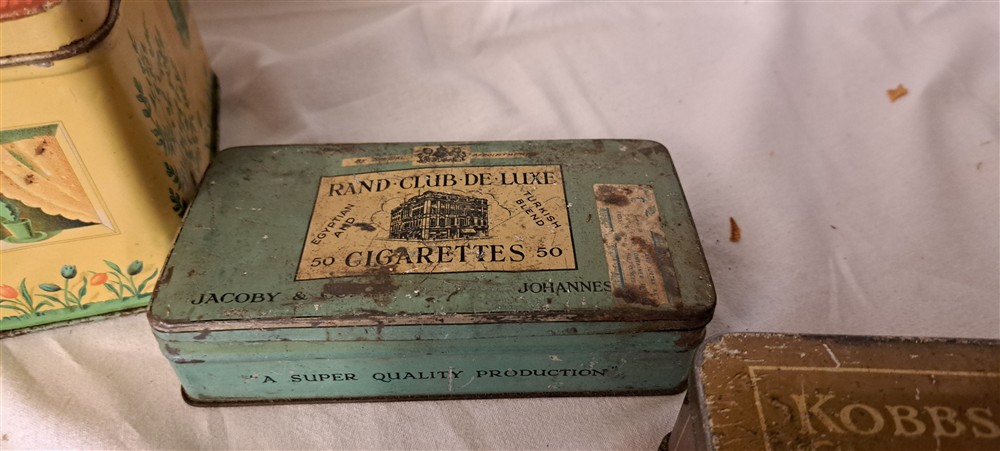 RAND·CLUB·DE·LUXE
EGYPTIAN
AND
TURKISH
BLEND
50 CIGARETTES 50
JACOBY &
JOHANNES
"A SUPER QUALITY PRODUCTION"
KOBBS